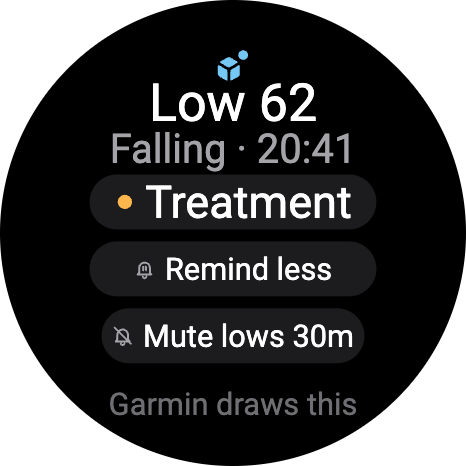 Low 62
Falling · 20:41
Treatment
Remind less
Mute lows 30m
Garmin draws this